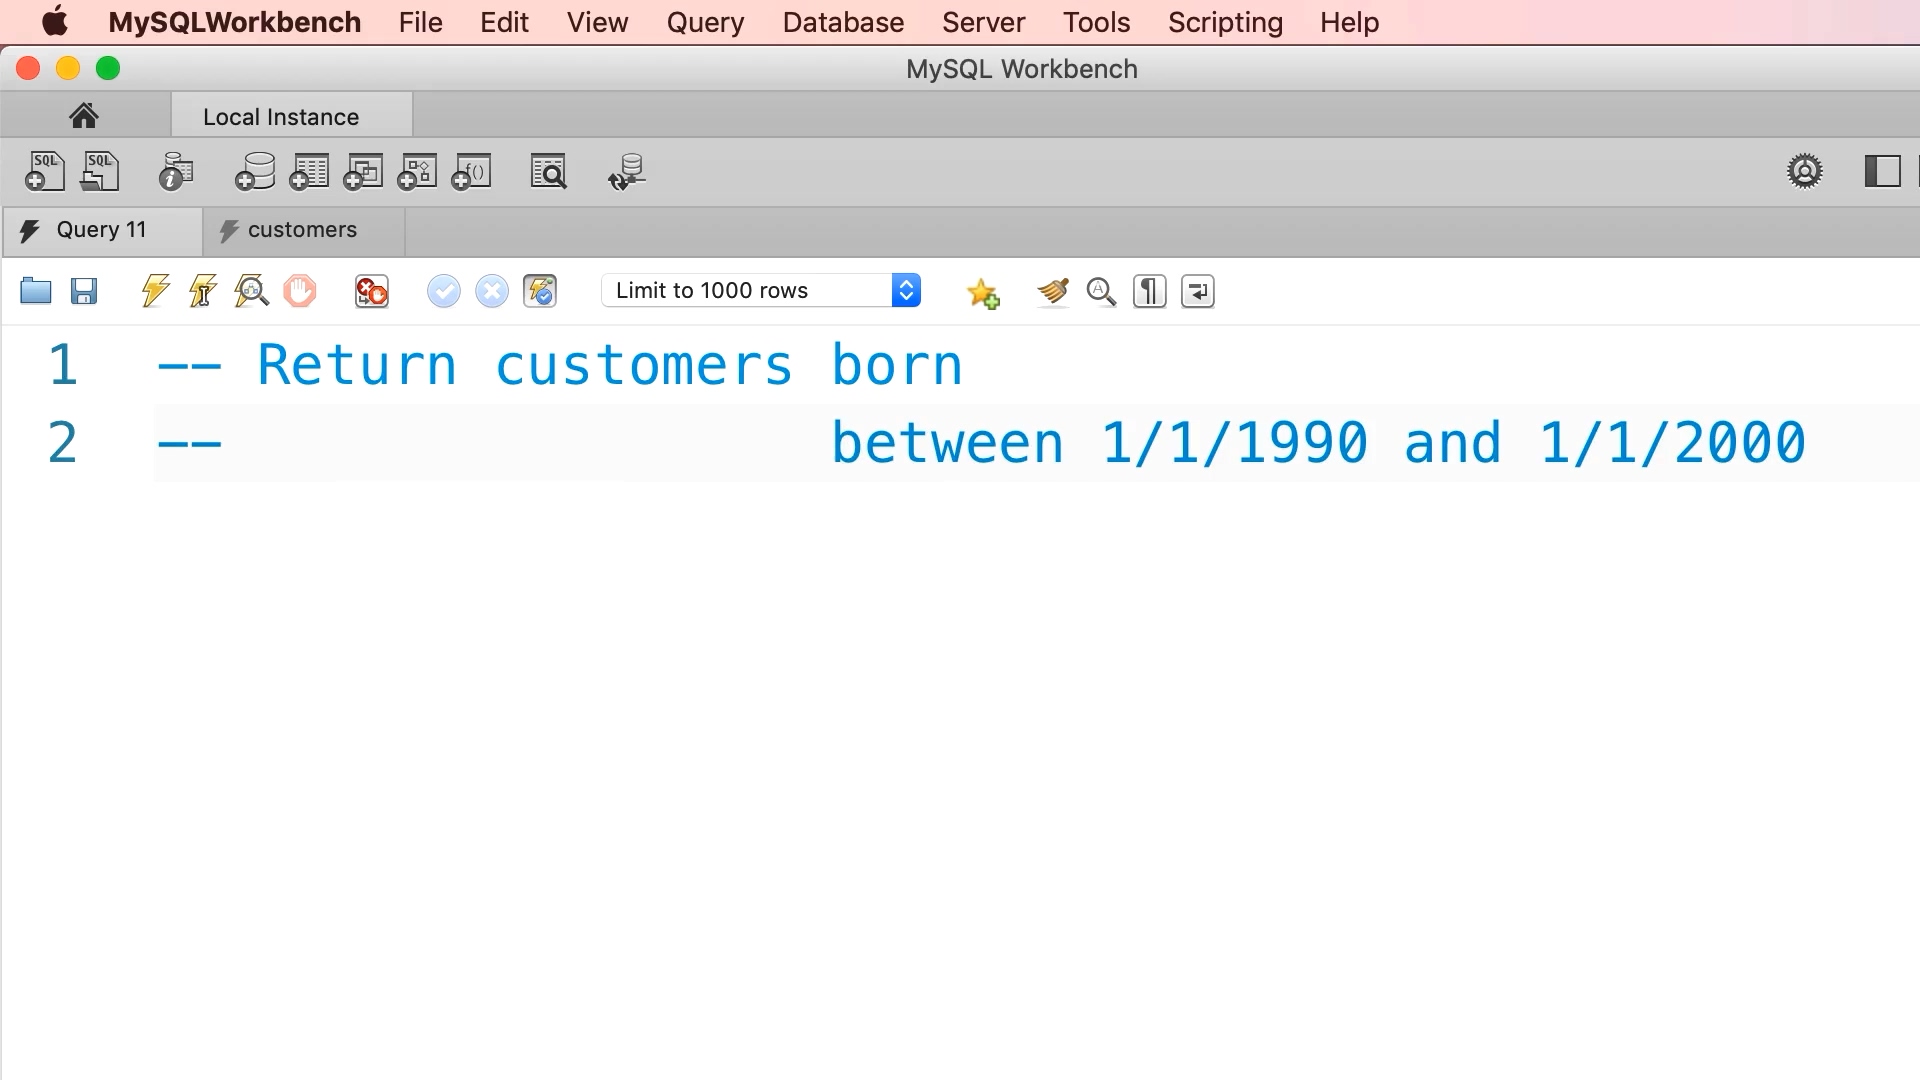 MySQLWorkbench File Edit View Query Database Server Tools Scripting Help
MySQL Workbench
Local Instance
SQL SQL
Query 11 customers
Limit to 1000 rows
1 -- Return customers born
2 -- between 1/1/1990 and 1/1/2000